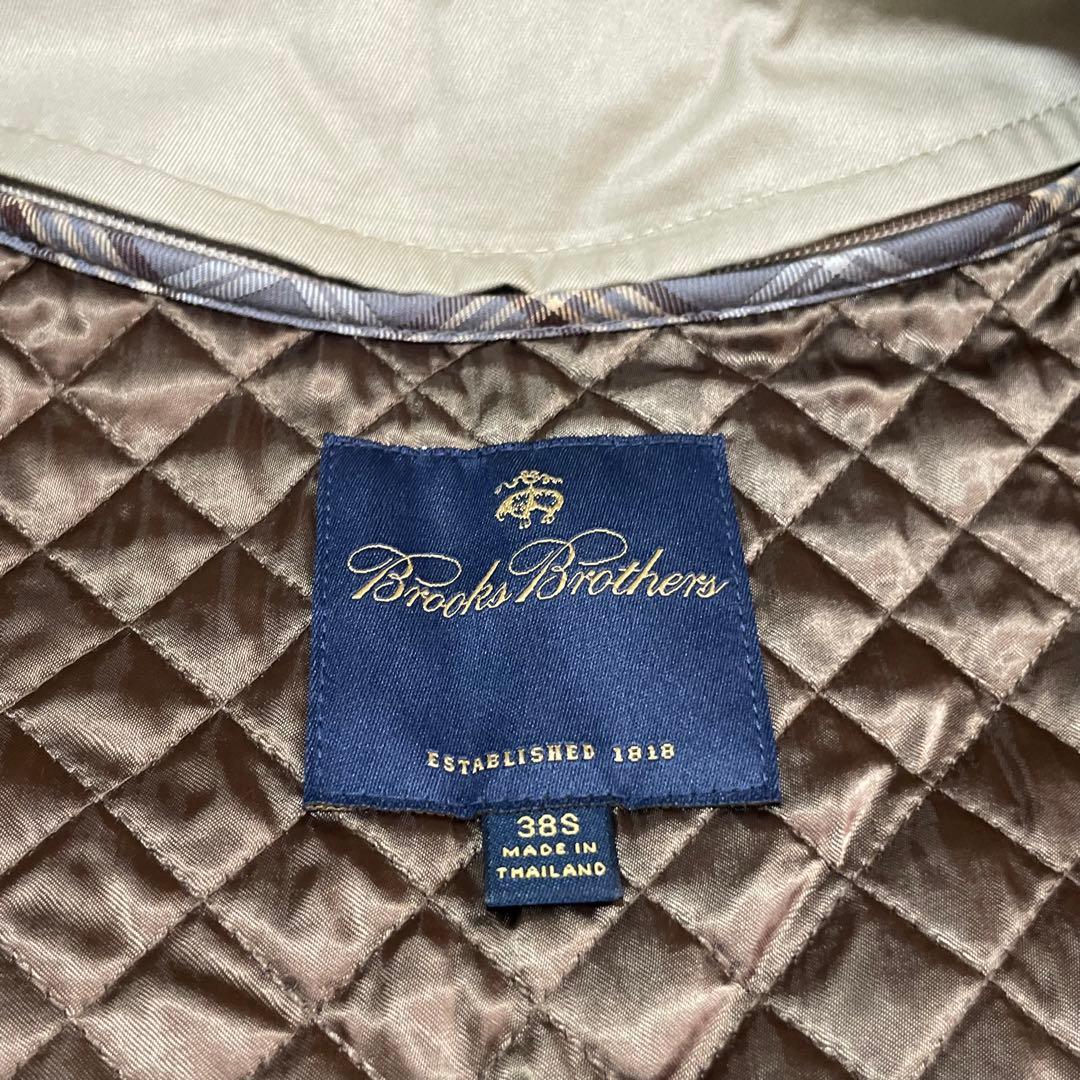 Brooks Brothers
ESTABLISHED 1818
38S
MADE IN
THAILAND